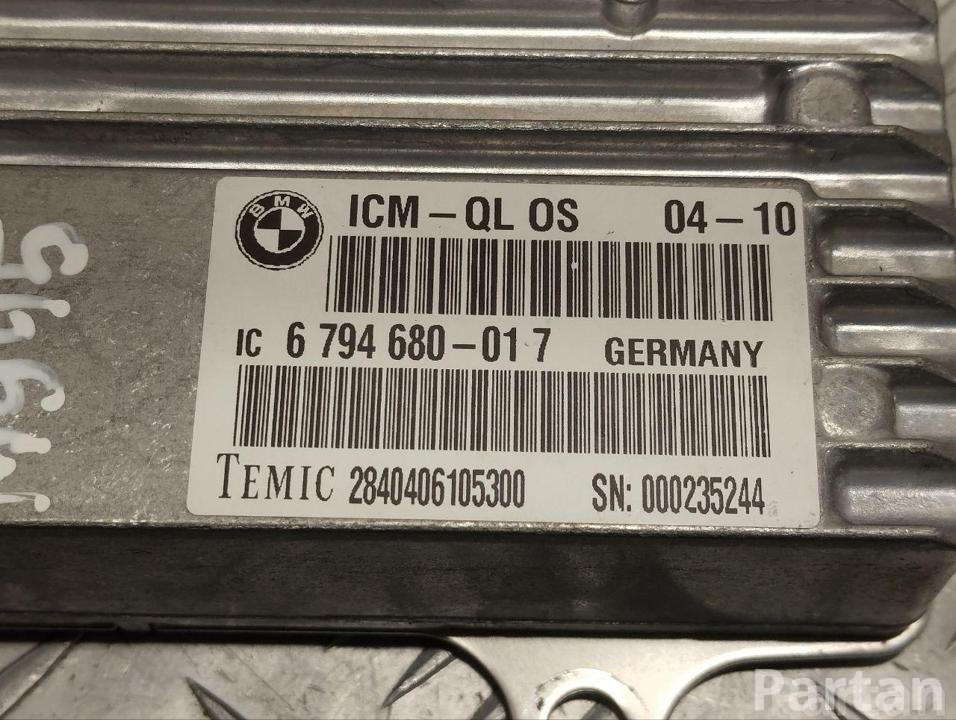 BMW
ICM – QL OS 04 – 10
IC 6 794 680 – 01 7 GERMANY
TEMIC 2840406105300 SN: 000235244
Partan